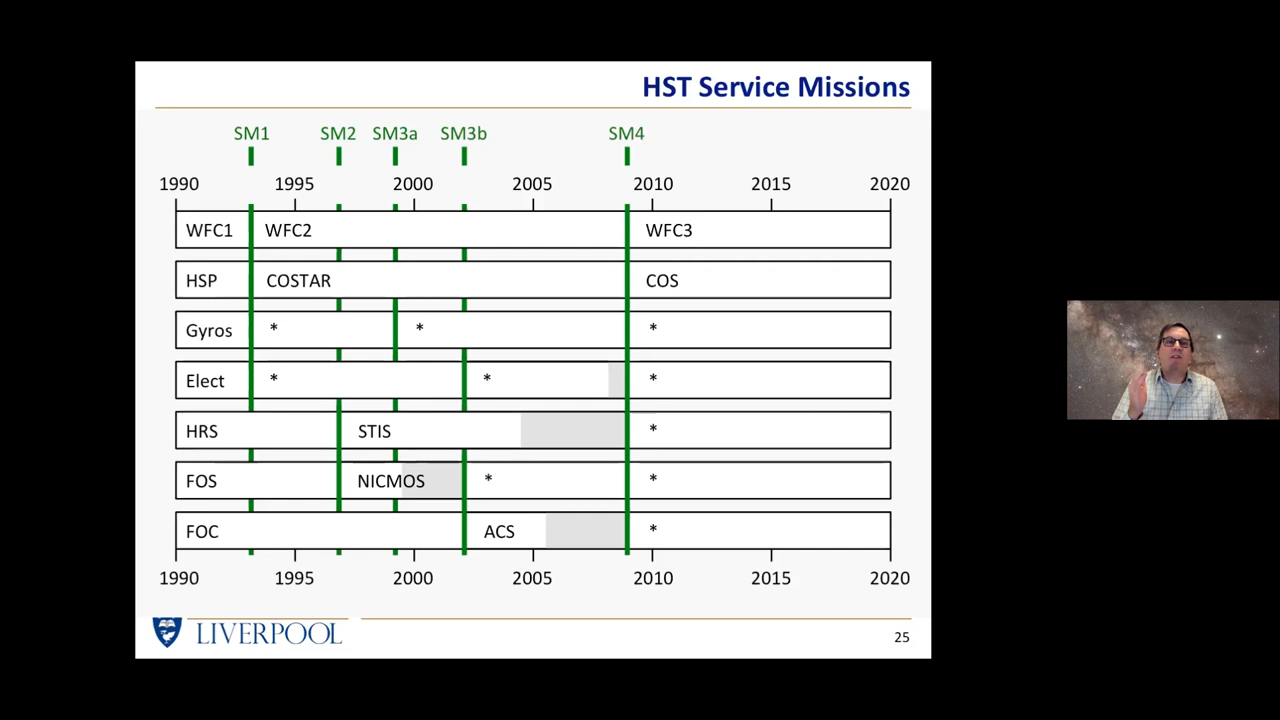 HST Service Missions
SM1 SM2 SM3a SM3b SM4
1990 1995 2000 2005 2010 2015 2020
WFC1 WFC2 WFC3
HSP COSTAR COS
Gyros * * *
Elect * * *
HRS STIS *
FOS NICMOS * *
FOC ACS *
1990 1995 2000 2005 2010 2015 2020
LIVERPOOL
25